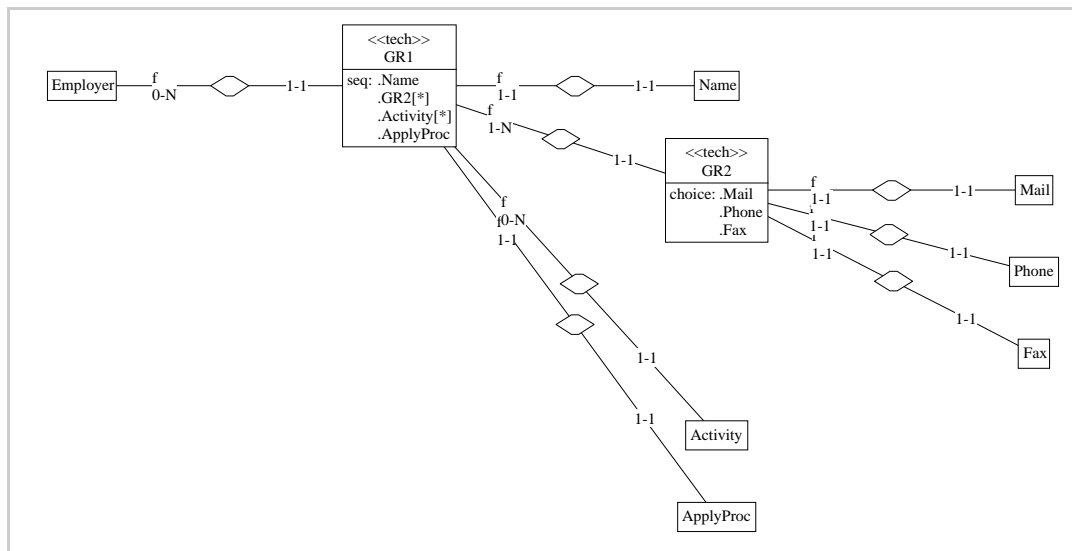 <<tech>>
GR1
Employer
f
0-N
1-1
seq: .Name
.GR2[*]
.Activity[*]
.ApplyProc
f
1-1
1-1
Name
f
1-N
1-1
<<tech>>
GR2
choice: .Mail
.Phone
.Fax
f
1-1
1-1
Mail
1-1
1-1
Phone
1-1
1-1
Fax
f
0-N
1-1
Activity
f
1-1
1-1
ApplyProc